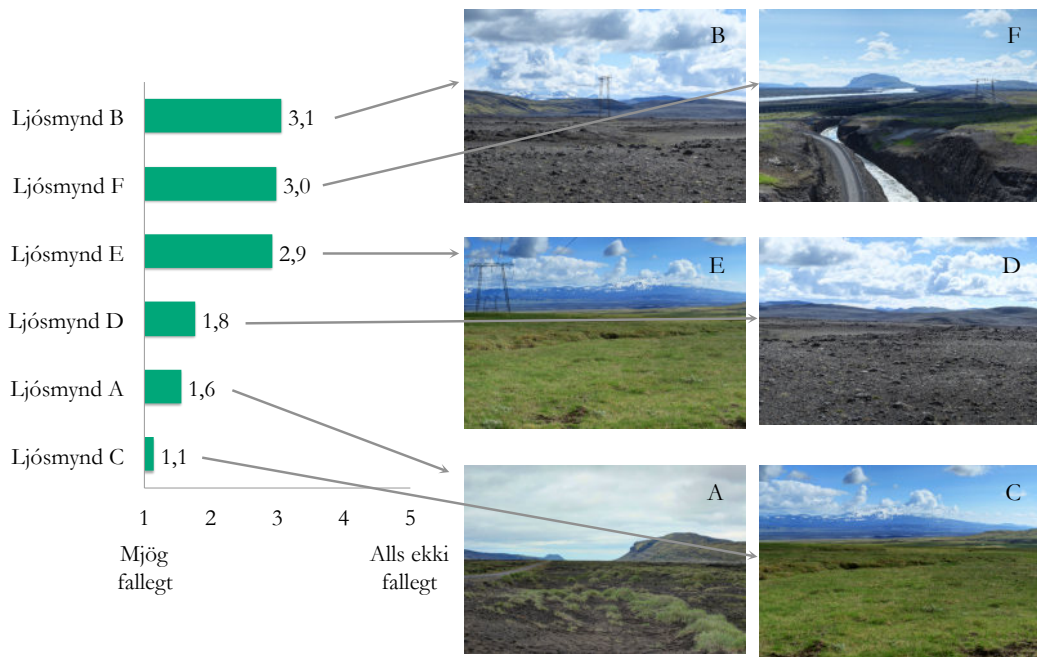 Ljósmynd B
3,1
Ljósmynd F
3,0
Ljósmynd E
2,9
Ljósmynd D
1,8
Ljósmynd A
1,6
Ljósmynd C
1,1
1 2 3 4 5
Mjög
fallegt
Alls ekki
fallegt
B
F
E
D
A
C